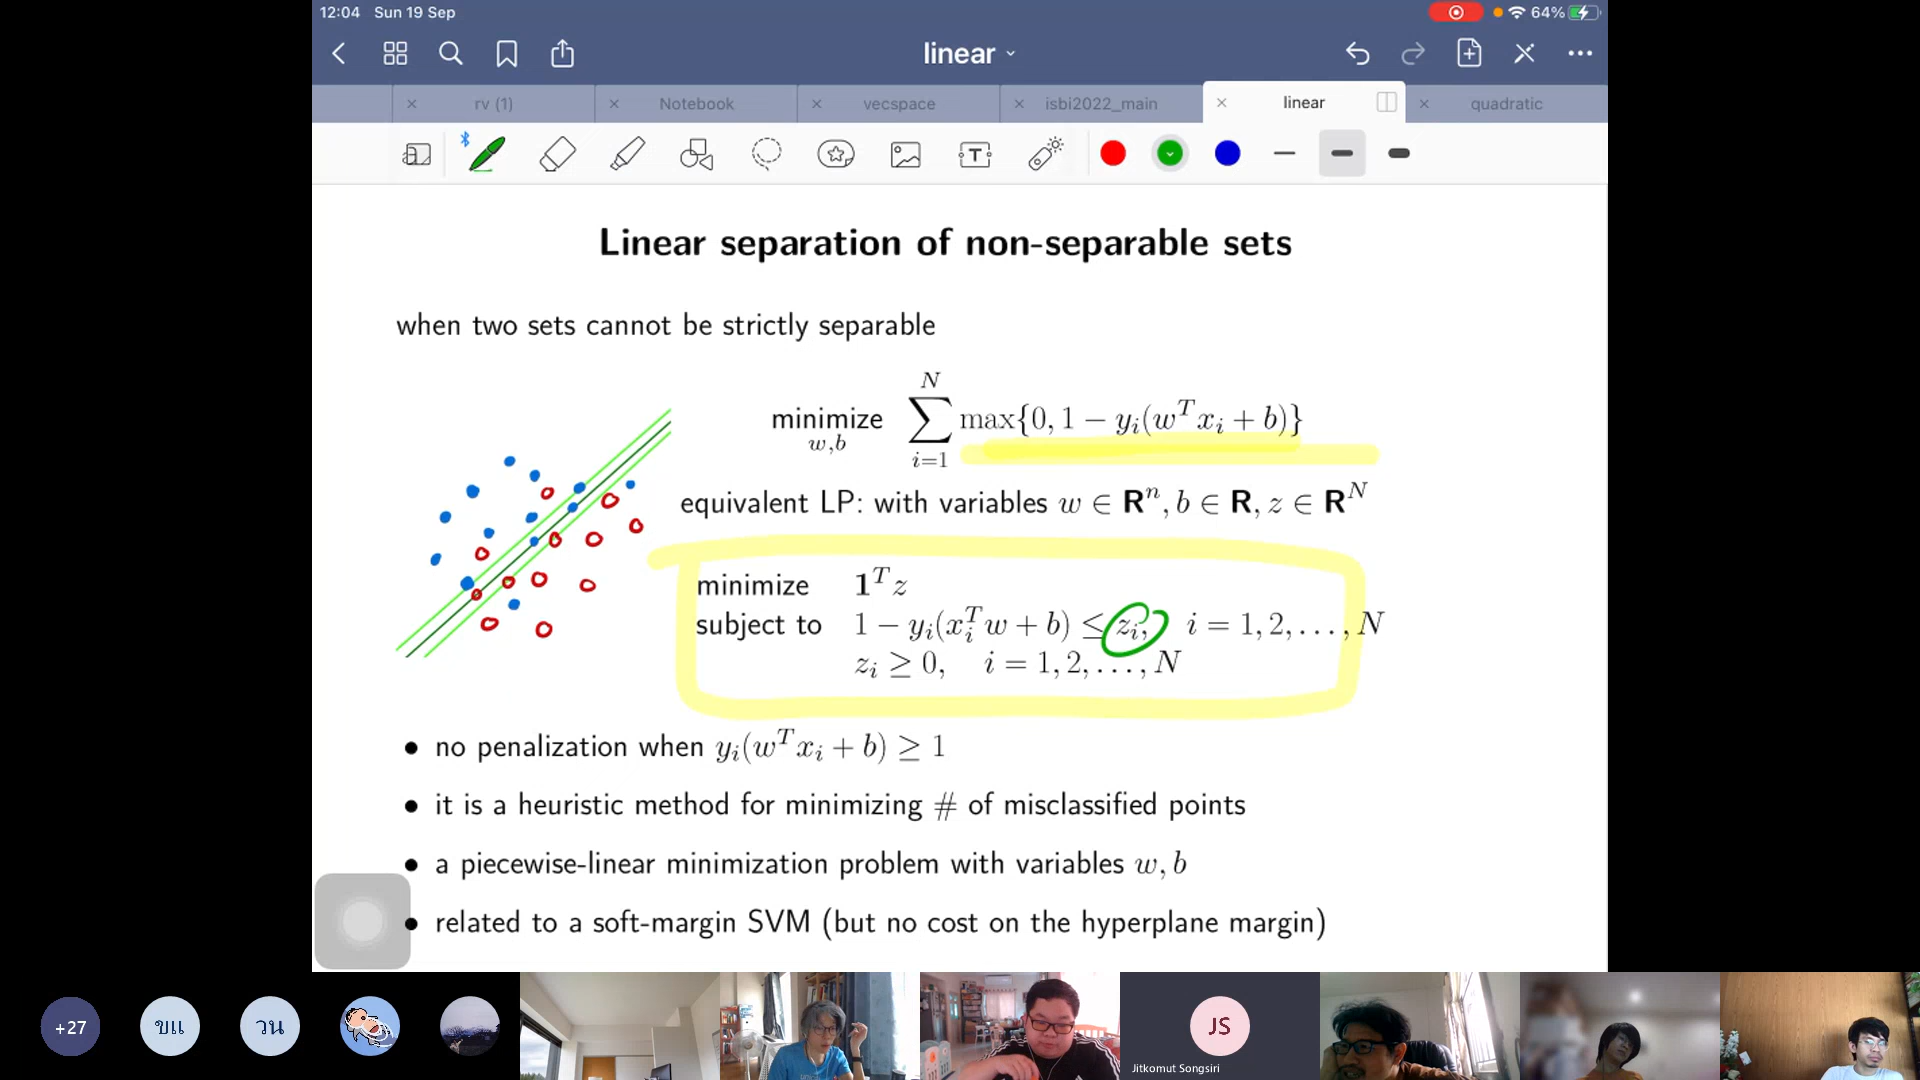 12:04 Sun 19 Sep
64%
linear
rv (1)
Notebook
vecspace
isbi2022_main
linear
quadratic
Linear separation of non-separable sets
when two sets cannot be strictly separable
minimize_{w,b} \sum_{i=1}^{N} max{0, 1 − y_i(w^T x_i + b)}
equivalent LP: with variables w ∈ R^n, b ∈ R, z ∈ R^N
minimize 1^T z
subject to 1 − y_i(x_i^T w + b) ≤ z_i, i = 1, 2, . . . , N
z_i ≥ 0, i = 1, 2, . . . , N
• no penalization when y_i(w^T x_i + b) ≥ 1
• it is a heuristic method for minimizing # of misclassified points
• a piecewise-linear minimization problem with variables w, b
• related to a soft-margin SVM (but no cost on the hyperplane margin)
+27
ขแ
วน
JS
Jitkomut Songsiri